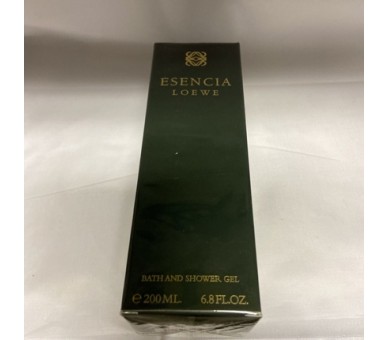 ESENCIA
LOEWE
BATH AND SHOWER GEL
℮ 200 ML. 6.8 FL.OZ.